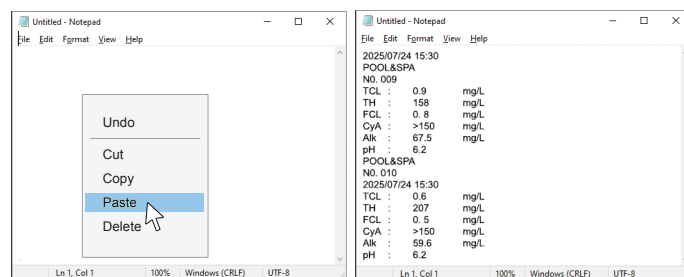 Untitled - Notepad
File Edit Format View Help
Undo
Cut
Copy
Paste
Delete
Ln 1, Col 1 100% Windows (CRLF) UTF-8
Untitled - Notepad
File Edit Format View Help
2025/07/24 15:30
POOL&SPA
N0. 009
TCL : 0.9 mg/L
TH : 158 mg/L
FCL : 0. 8 mg/L
CyA : >150 mg/L
Alk : 67.5 mg/L
pH : 6.2
POOL&SPA
N0. 010
2025/07/24 15:30
TCL : 0.6 mg/L
TH : 207 mg/L
FCL : 0. 5 mg/L
CyA : >150 mg/L
Alk : 59.6 mg/L
pH : 6.2
Ln 1, Col 1 100% Windows (CRLF) UTF-8